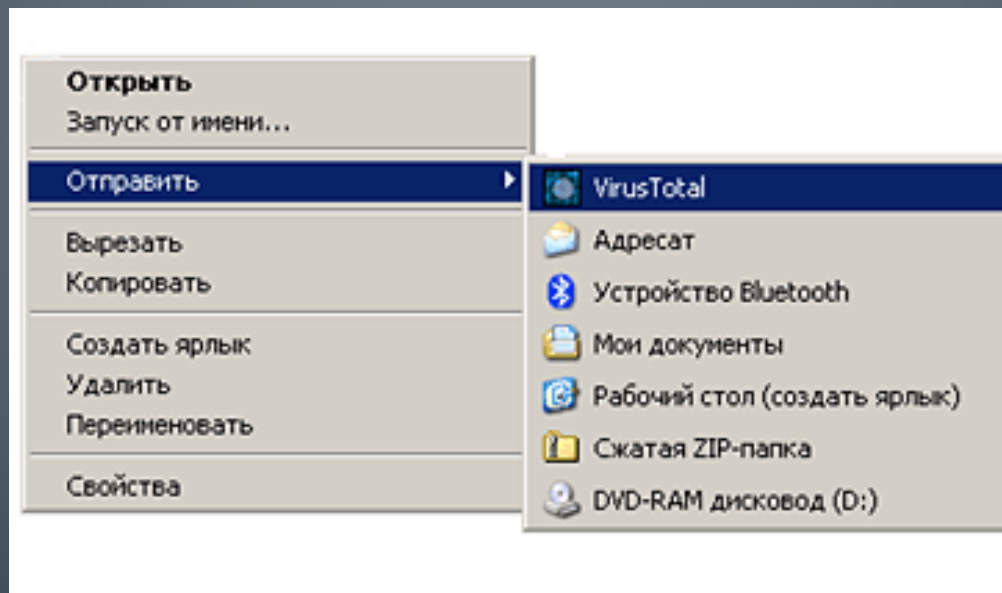 Открыть
Запуск от имени...
Отправить
Вырезать
Копировать
Создать ярлык
Удалить
Переименовать
Свойства
VirusTotal
Адресат
Устройство Bluetooth
Мои документы
Рабочий стол (создать ярлык)
Сжатая ZIP-папка
DVD-RAM дисковод (D:)